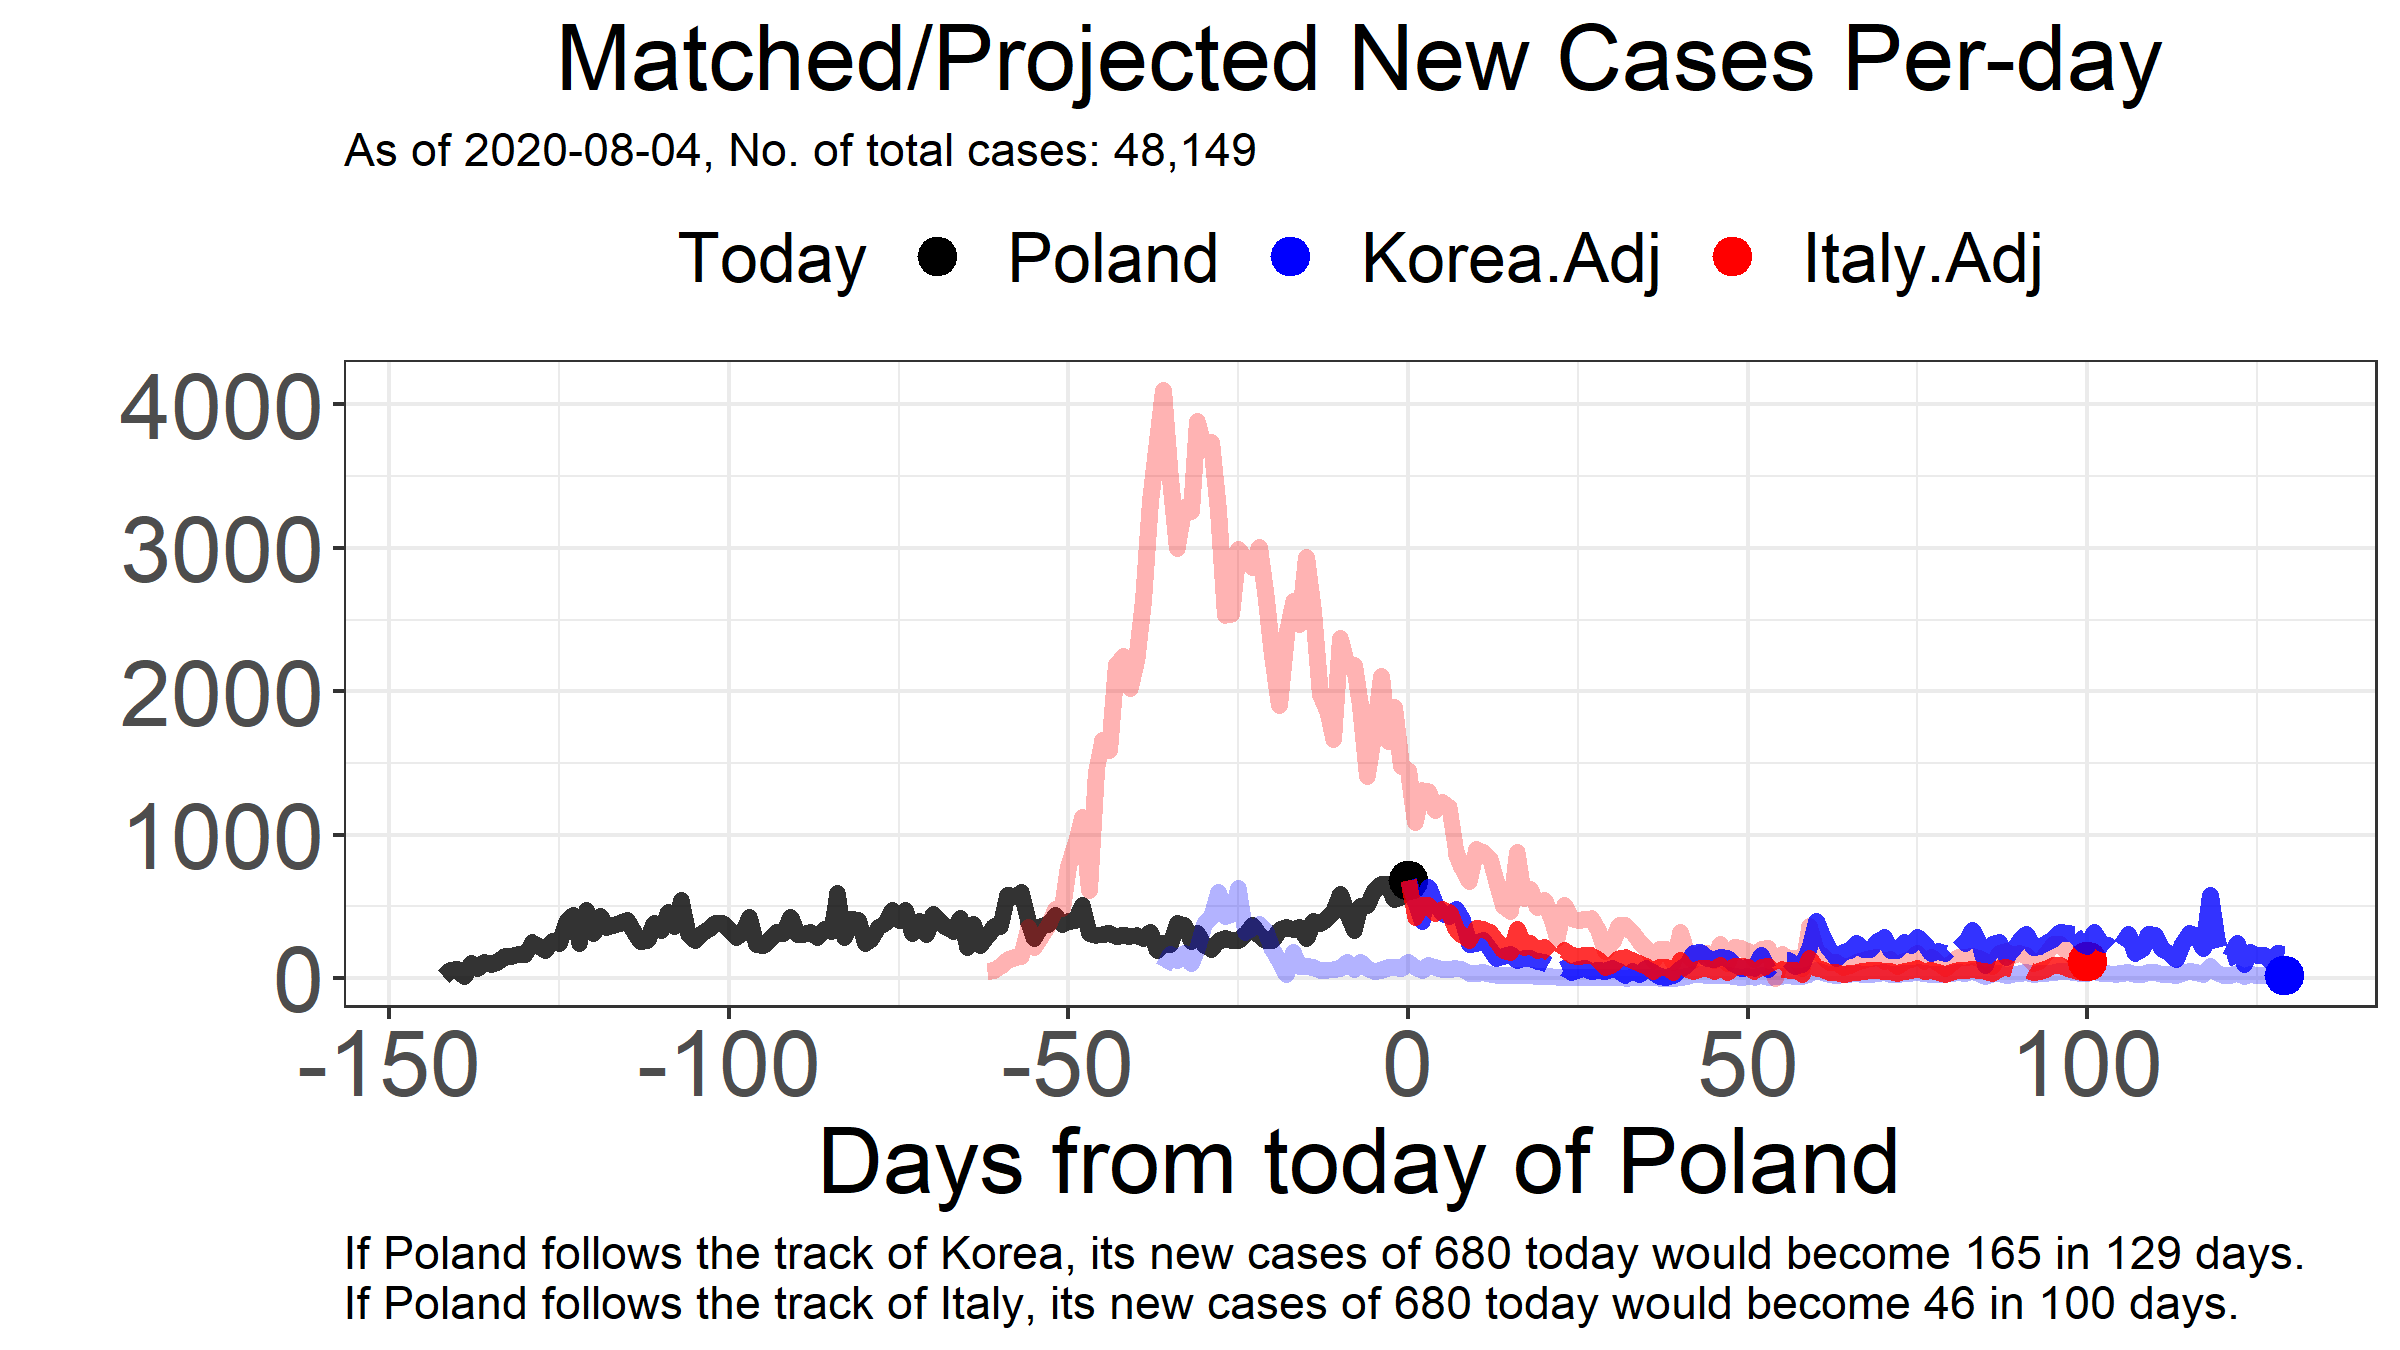 Matched/Projected New Cases Per-day
As of 2020-08-04, No. of total cases: 48,149
Today Poland Korea.Adj Italy.Adj
4000
3000
2000
1000
0
-150 -100 -50 0 50 100
Days from today of Poland
If Poland follows the track of Korea, its new cases of 680 today would become 165 in 129 days.
If Poland follows the track of Italy, its new cases of 680 today would become 46 in 100 days.